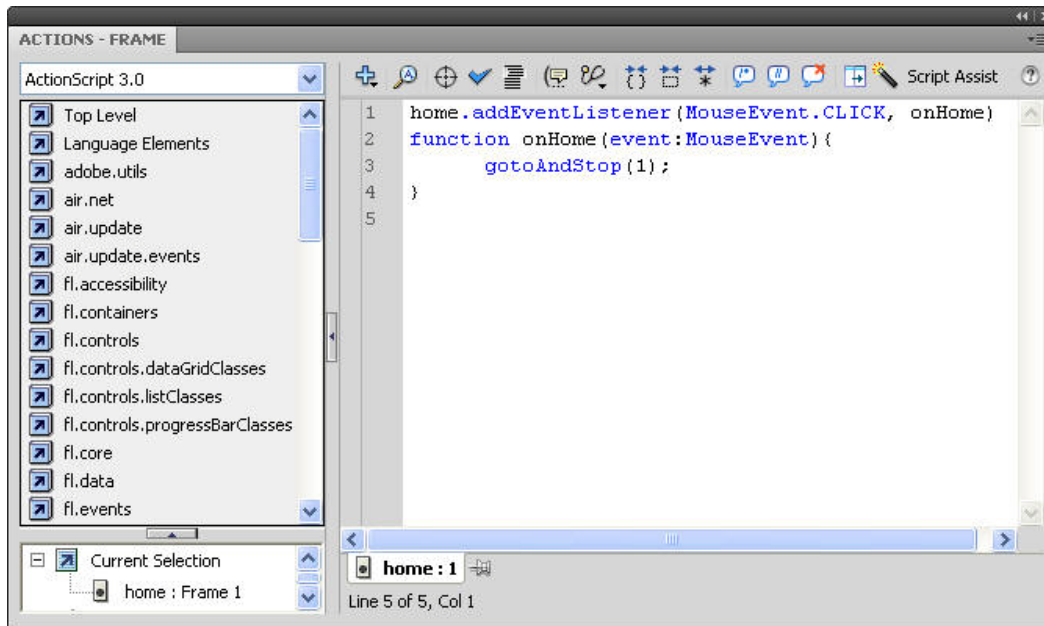 ACTIONS - FRAME
ActionScript 3.0
Top Level
Language Elements
adobe.utils
air.net
air.update
air.update.events
fl.accessibility
fl.containers
fl.controls
fl.controls.dataGridClasses
fl.controls.listClasses
fl.controls.progressBarClasses
fl.core
fl.data
fl.events
Current Selection
home : Frame 1
Script Assist
1 home.addEventListener(MouseEvent.CLICK, onHome)
2 function onHome(event:MouseEvent){
3 gotoAndStop(1);
4 }
5
home : 1
Line 5 of 5, Col 1